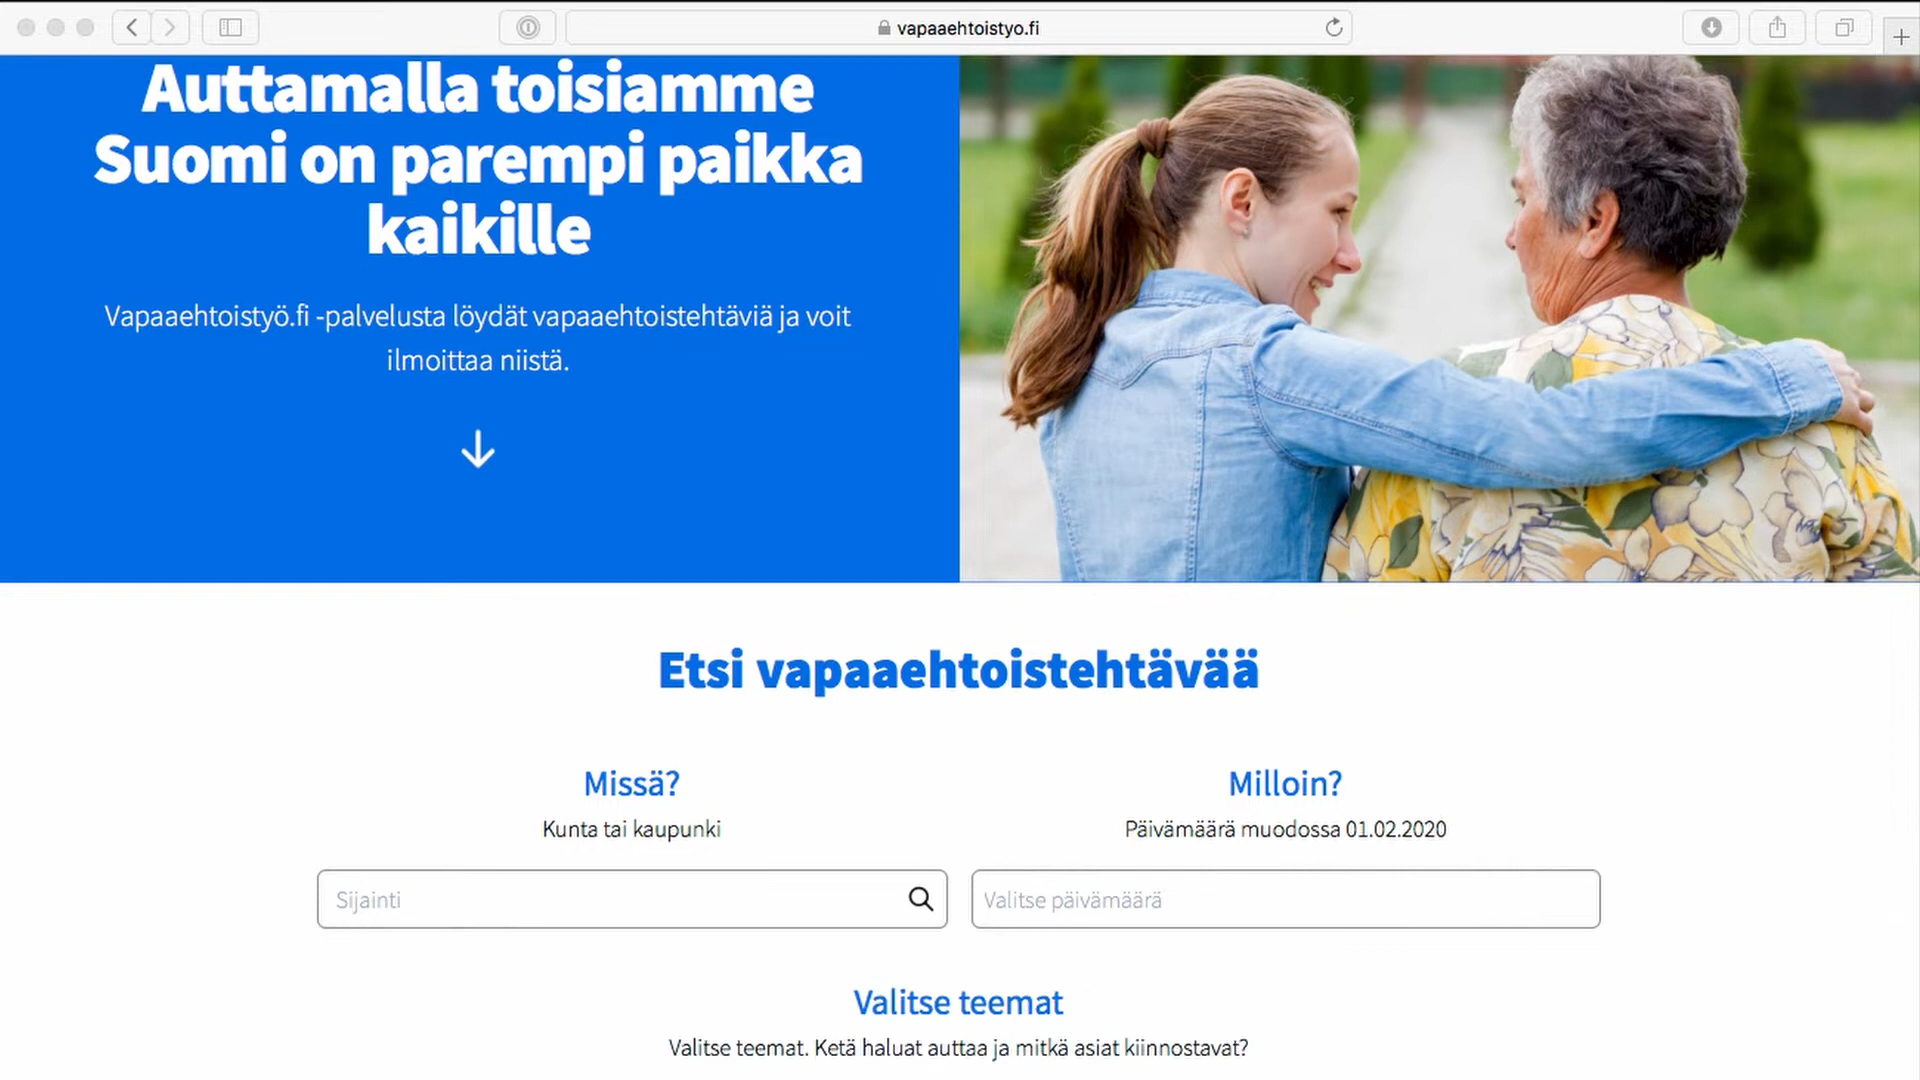 vapaaehtoistyo.fi
Auttamalla toisiamme
Suomi on parempi paikka
kaikille
Vapaaehtoistyö.fi -palvelusta löydät vapaaehtoistehtäviä ja voit
ilmoittaa niistä.
Etsi vapaaehtoistehtävää
Missä?
Kunta tai kaupunki
Sijainti
Milloin?
Päivämäärä muodossa 01.02.2020
Valitse päivämäärä
Valitse teemat
Valitse teemat. Ketä haluat auttaa ja mitkä asiat kiinnostavat?